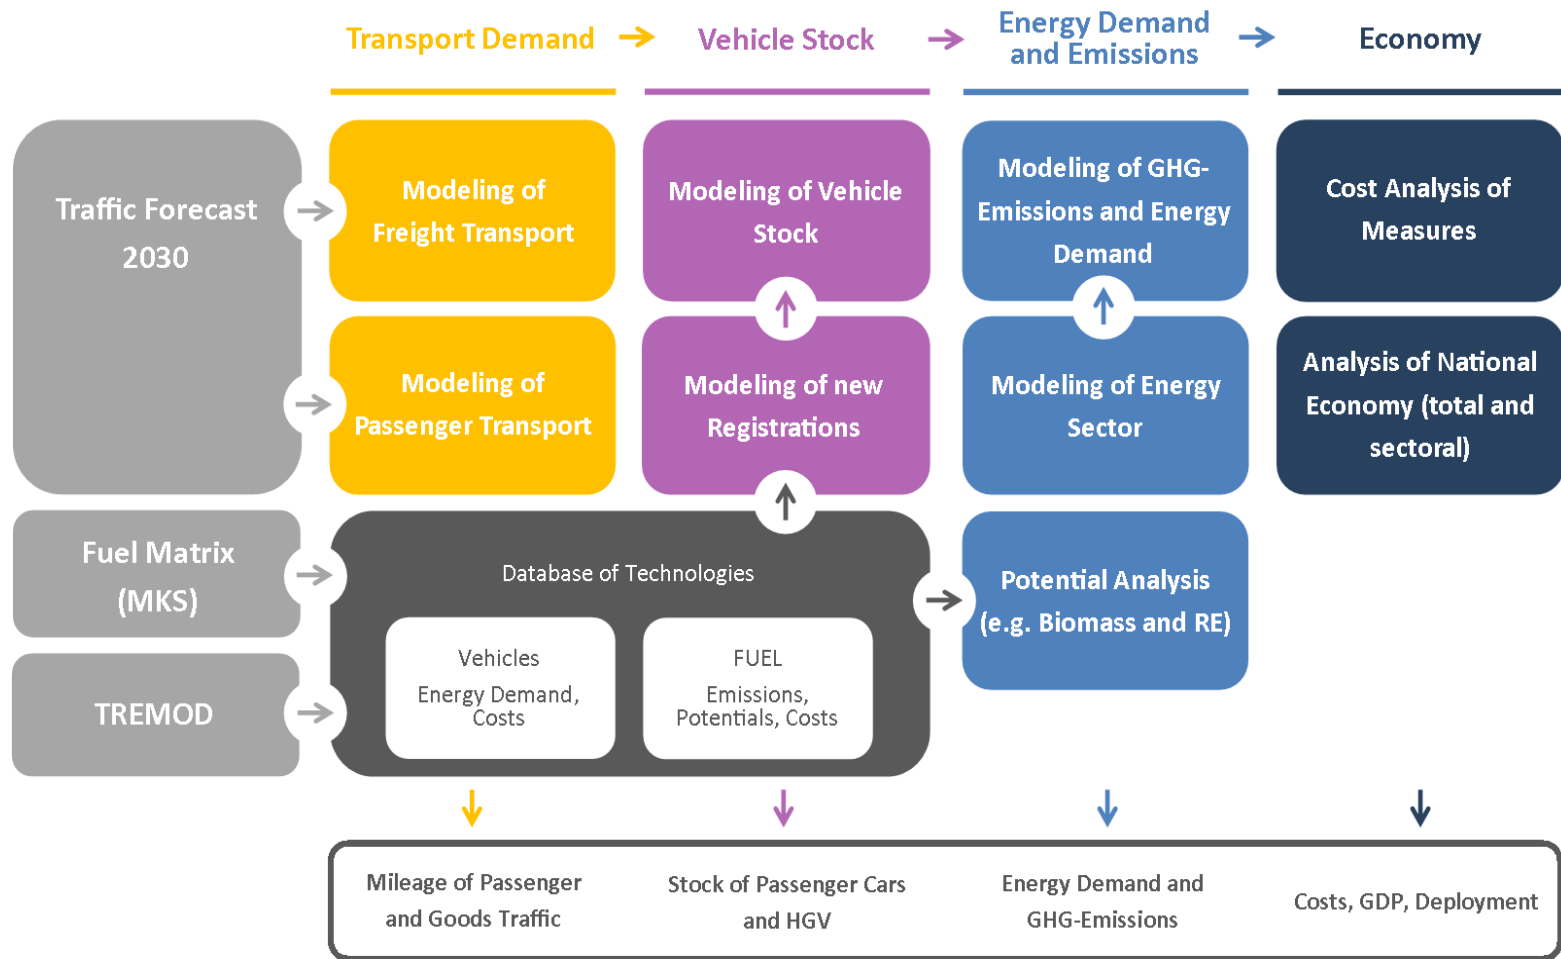 Transport Demand
Vehicle Stock
Energy Demand
and Emissions
Economy
Traffic Forecast
2030
Modeling of
Freight Transport
Modeling of Vehicle
Stock
Modeling of GHG-
Emissions and Energy
Demand
Cost Analysis of
Measures
Modeling of
Passenger Transport
Modeling of new
Registrations
Modeling of Energy
Sector
Analysis of National
Economy (total and
sectoral)
Fuel Matrix
(MKS)
TREMOD
Database of Technologies
Vehicles
Energy Demand,
Costs
FUEL
Emissions,
Potentials, Costs
Potential Analysis
(e.g. Biomass and RE)
Mileage of Passenger
and Goods Traffic
Stock of Passenger Cars
and HGV
Energy Demand and
GHG-Emissions
Costs, GDP, Deployment